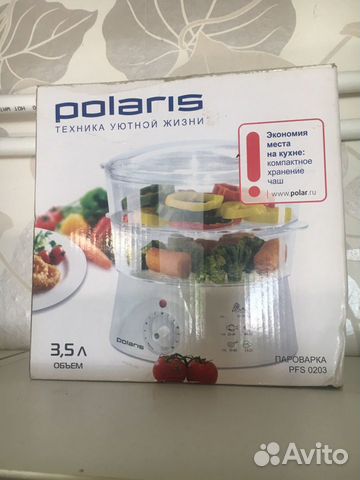 polaris
ТЕХНИКА УЮТНОЙ ЖИЗНИ
Экономия
места
на кухне:
компактное
хранение
чаш
www.polar.ru
polaris
3,5 л
ОБЪЕМ
ПАРОВАРКА
PFS 0203
Avito